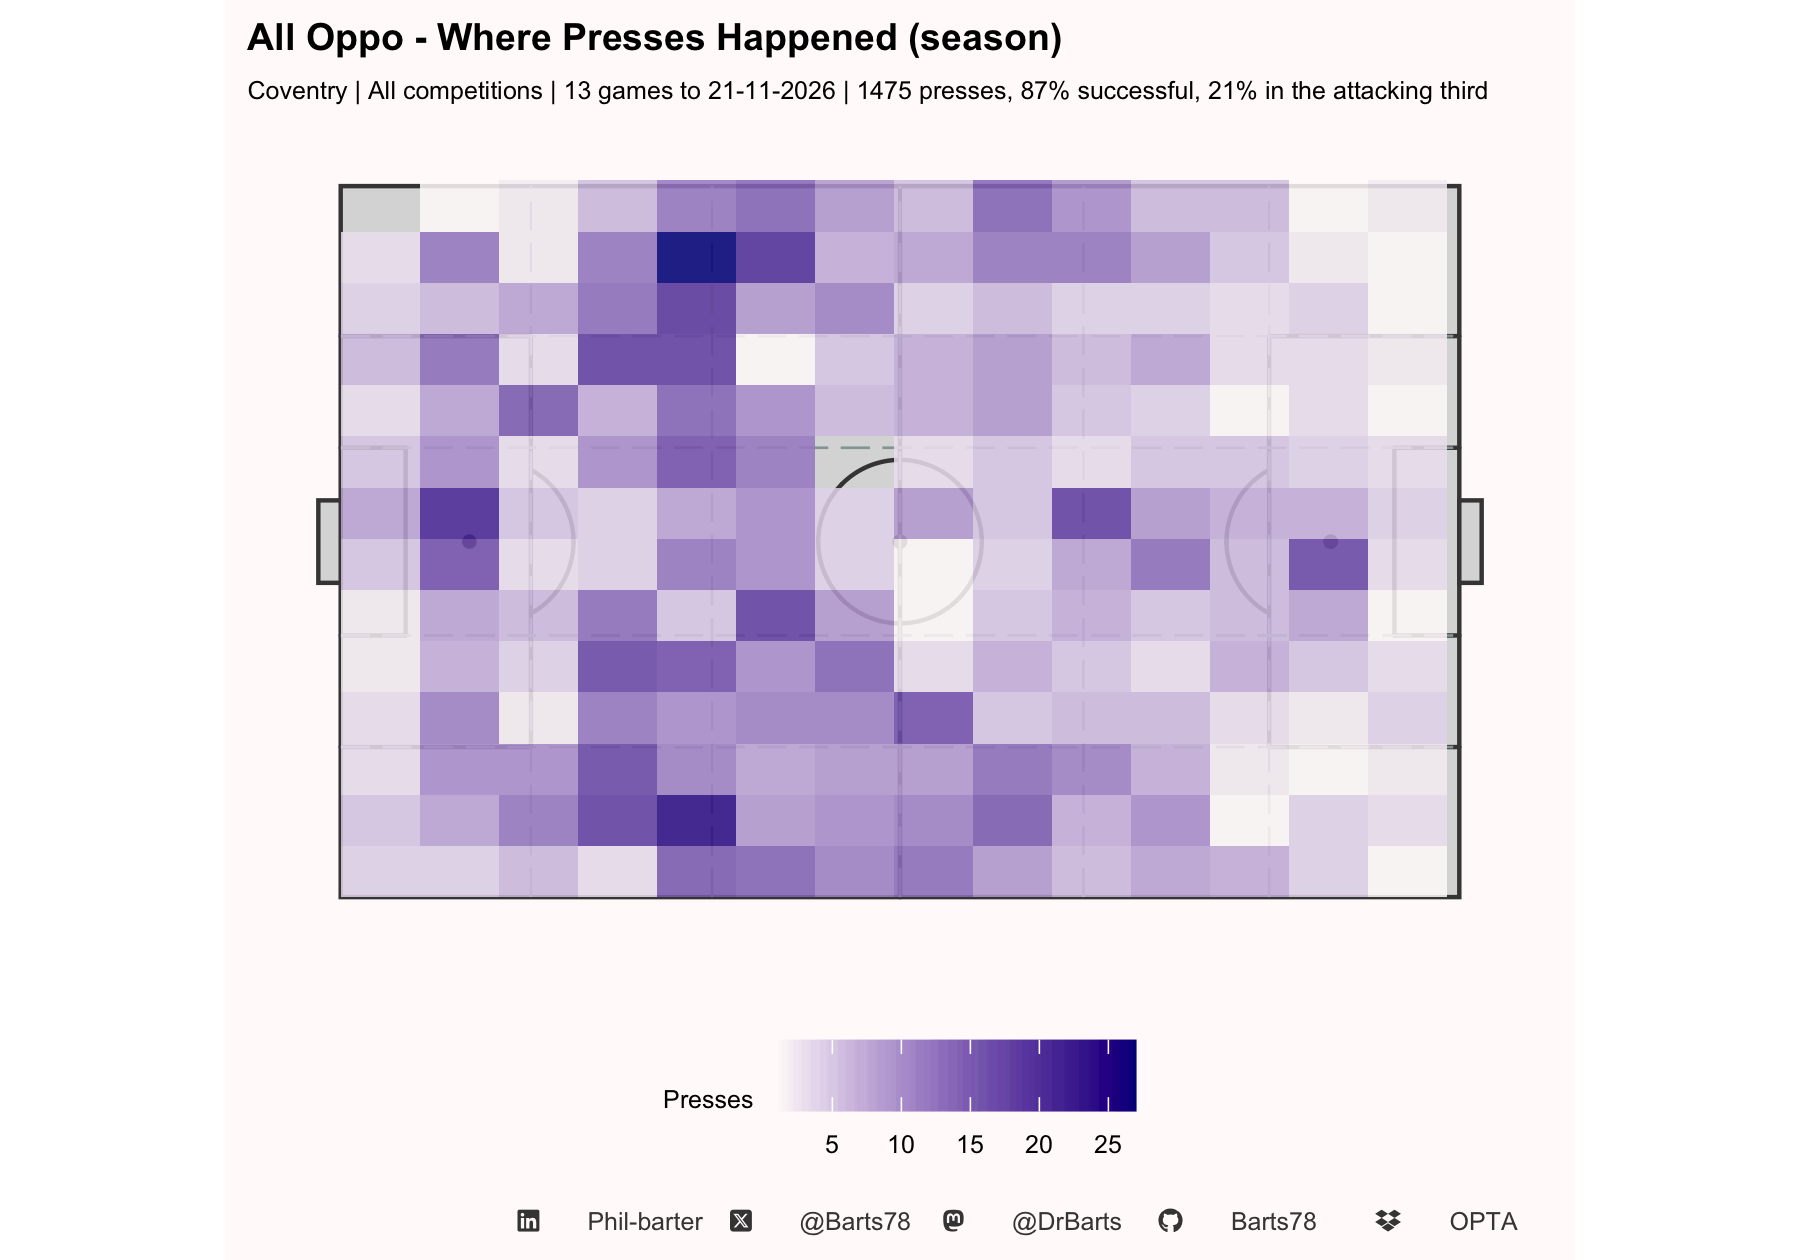 All Oppo - Where Presses Happened (season)
Coventry | All competitions | 13 games to 21-11-2026 | 1475 presses, 87% successful, 21% in the attacking third
Presses
5 10 15 20 25
Phil-barter @Barts78 @DrBarts Barts78 OPTA